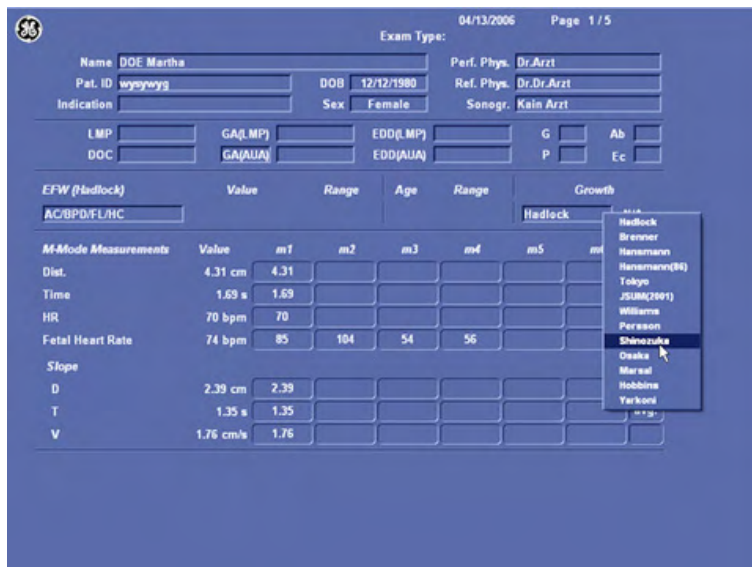 GE
04/13/2006 Page 1/5
Exam Type:
Name DOE Martha Perf. Phys. Dr.Arzt
Pat. ID wysywyg DOB 12/12/1980 Ref. Phys. Dr.Dr.Arzt
Indication Sex Female Sonogr. Kain Arzt
LMP GA(LMP) EDD(LMP) G Ab
DOC GA(AUA) EDD(AUA) P Ec
EFW (Hadlock) Value Range Age Range Growth
AC/BPD/FL/HC Hadlock
M-Mode Measurements Value m1 m2 m3 m4 m5
Dist. 4.31 cm 4.31
Time 1.69 s 1.69
HR 70 bpm 70
Fetal Heart Rate 74 bpm 85 104 54 56
Slope
D 2.39 cm 2.39
T 1.35 s 1.35
V 1.76 cm/s 1.76
Hadlock
Brenner
Hansmann
Hansmann(86)
Tokyo
JSUM(2001)
Williams
Persson
Shinozuka
Osaka
Marsal
Hobbins
Yarkoni